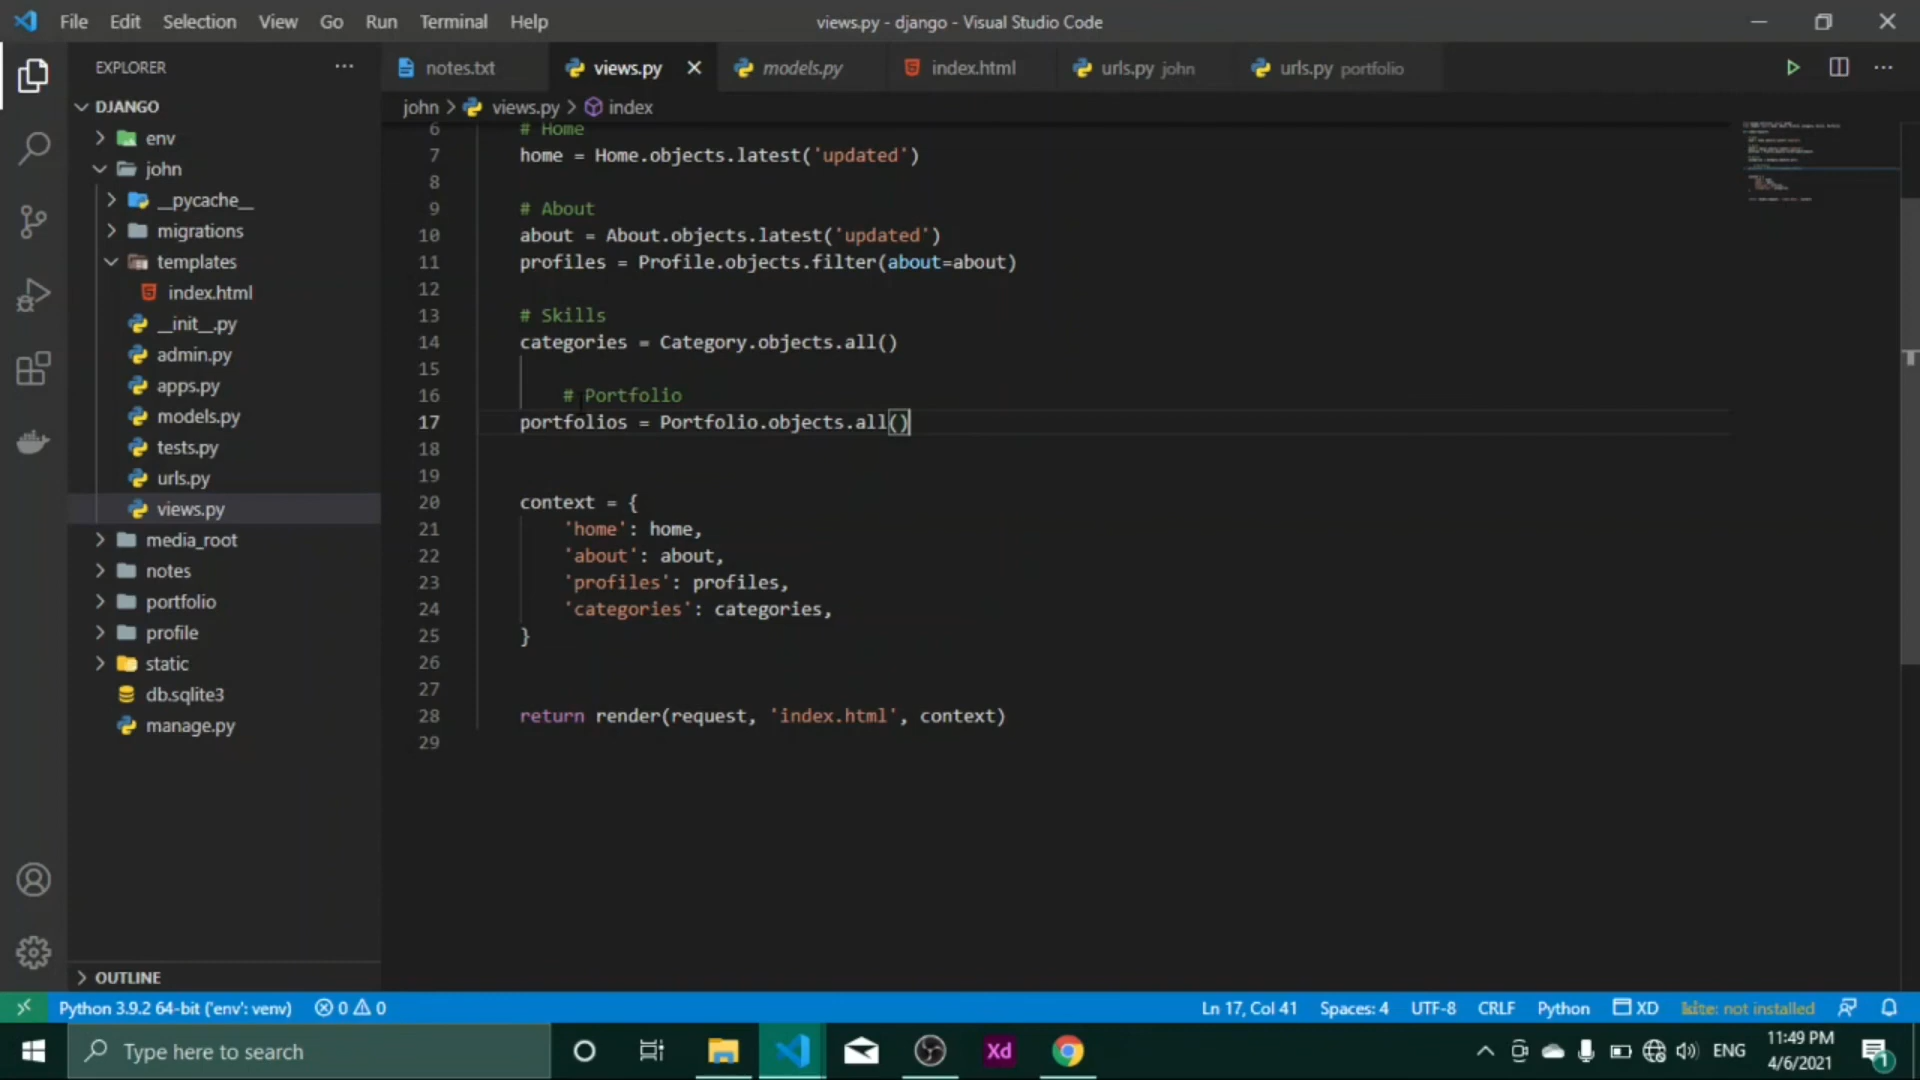 File Edit Selection View Go Run Terminal Help views.py - django - Visual Studio Code
EXPLORER
notes.txt views.py models.py index.html urls.py john urls.py portfolio
DJANGO
john > views.py > index
env
john
__pycache__
migrations
templates
index.html
__init__.py
admin.py
apps.py
models.py
tests.py
urls.py
views.py
media_root
notes
portfolio
profile
static
db.sqlite3
manage.py
OUTLINE
6 # Home
7 home = Home.objects.latest('updated')
8
9 # About
10 about = About.objects.latest('updated')
11 profiles = Profile.objects.filter(about=about)
12
13 # Skills
14 categories = Category.objects.all()
15
16 # Portfolio
17 portfolios = Portfolio.objects.all()
18
19
20 context = {
21 'home': home,
22 'about': about,
23 'profiles': profiles,
24 'categories': categories,
25 }
26
27
28 return render(request, 'index.html', context)
29
Python 3.9.2 64-bit ('env': venv) 0 0 Ln 17, Col 41 Spaces: 4 UTF-8 CRLF Python XD kite: not installed
Type here to search Xd ENG 11:49 PM
4/6/2021 1